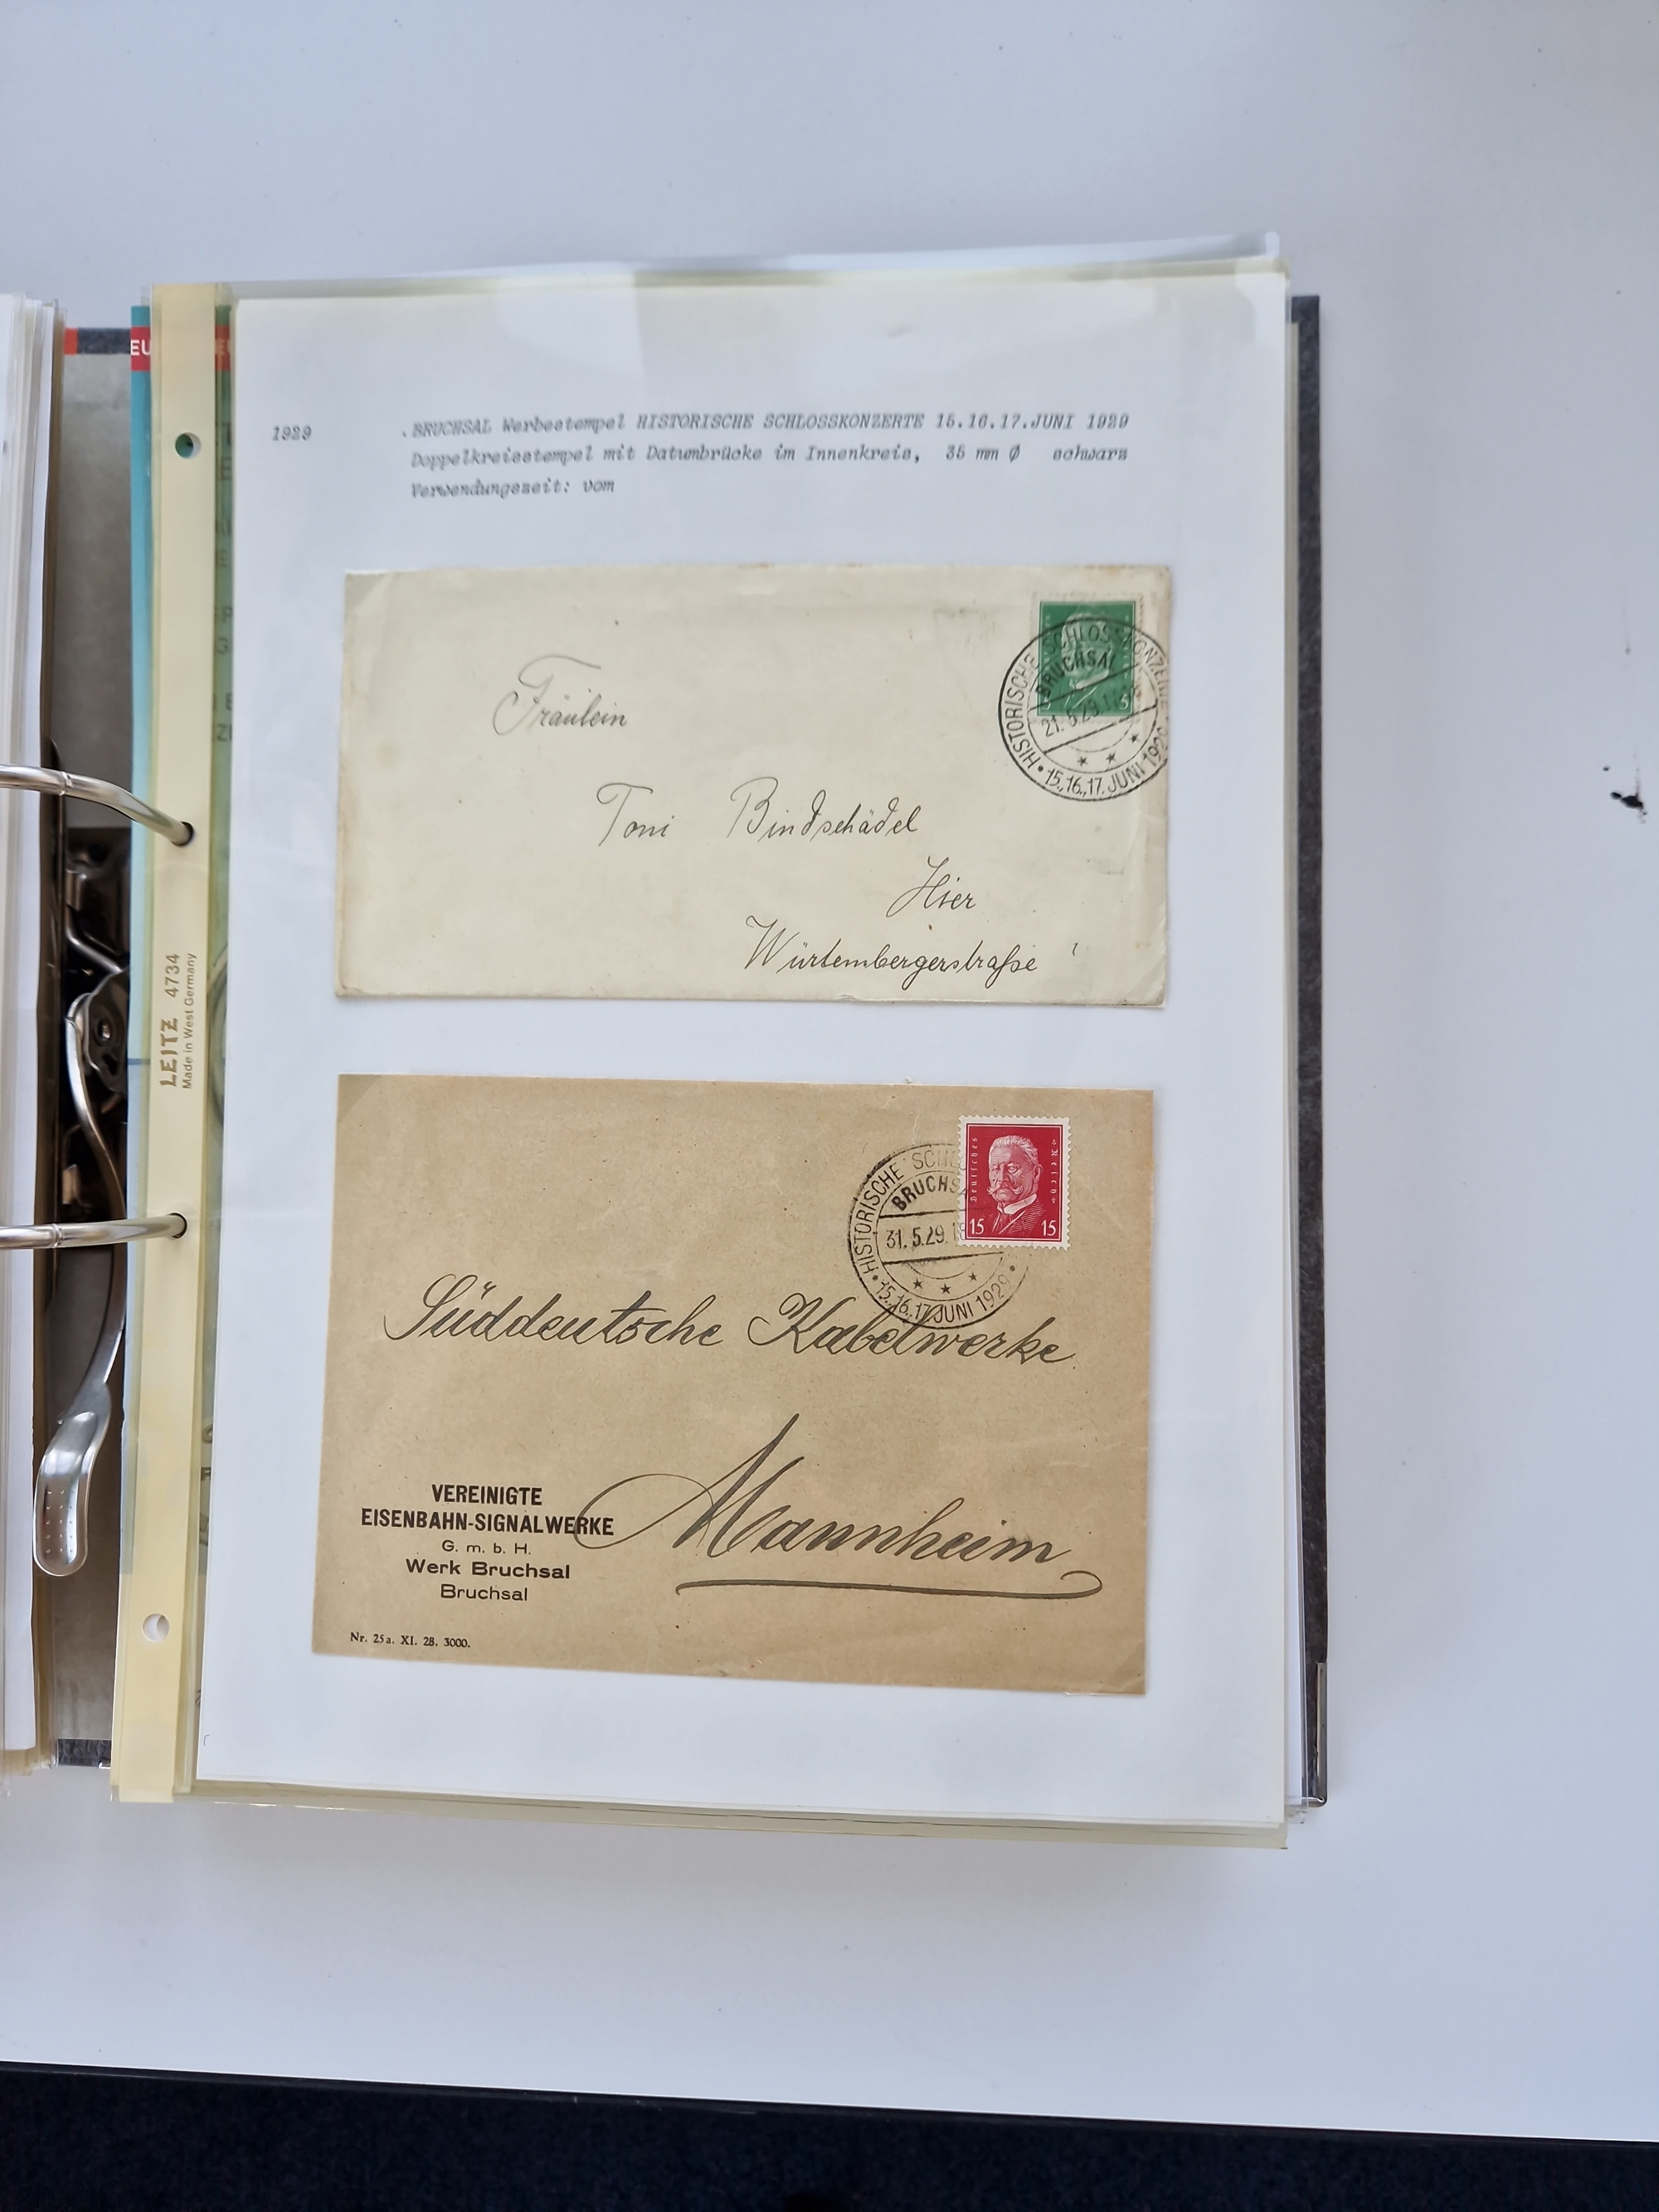 1929
.BRUCHSAL Werbestempel HISTORISCHE SCHLOSSKONZERTE 15.16.17.JUNI 1929
Doppelkreisstempel mit Datumbrücke im Innenkreis, 35 mm Ø schwarz
Verwendungszeit: vom
HISTORISCHE SCHLOSSKONZERTE
BRUCHSAL
21. 5.29.
5
• 15.,16.,17. JUNI 1929 •
Fräulein
Toni Bindschädel
Hier
Würtembergerstraße
LEITZ 4734
Made in West Germany
Deutsches Reich
15 15
HISTORISCHE
BRUCHS
31. 5.29.
• 15.,16.,17. JUNI 1929 •
Süddeutsche Kabelwerke
Mannheim
VEREINIGTE
EISENBAHN-SIGNALWERKE
G. m. b. H.
Werk Bruchsal
Bruchsal
Nr. 25a. XI. 28. 3000.
EU